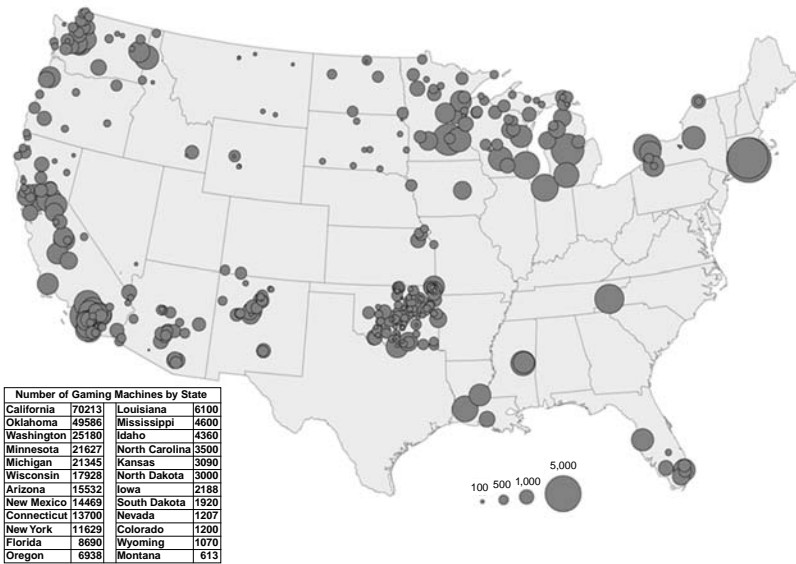 Number of Gaming Machines by State
California 70213 Louisiana 6100
Oklahoma 49586 Mississippi 4600
Washington 25180 Idaho 4360
Minnesota 21627 North Carolina 3500
Michigan 21345 Kansas 3090
Wisconsin 17928 North Dakota 3000
Arizona 15532 Iowa 2188
New Mexico 14469 South Dakota 1920
Connecticut 13700 Nevada 1207
New York 11629 Colorado 1200
Florida 8690 Wyoming 1070
Oregon 6938 Montana 613
100 500 1,000 5,000